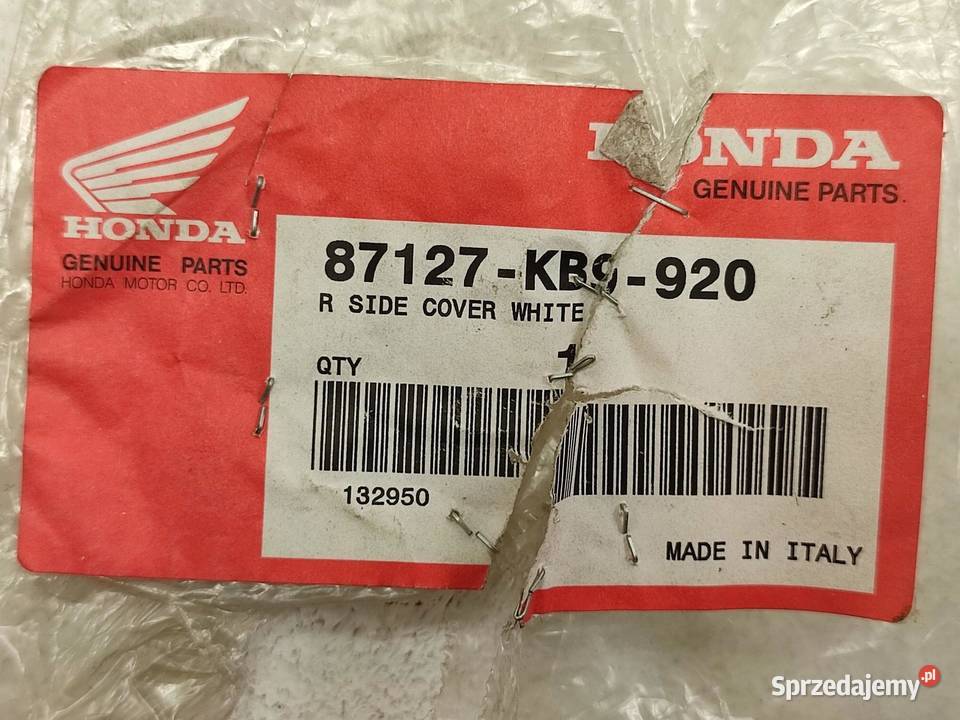 HONDA
GENUINE PARTS
HONDA MOTOR CO. LTD.
HONDA
GENUINE PARTS.
87127-KB9-920
R SIDE COVER WHITE
QTY 1
132950
MADE IN ITALY
Sprzedajemy.pl